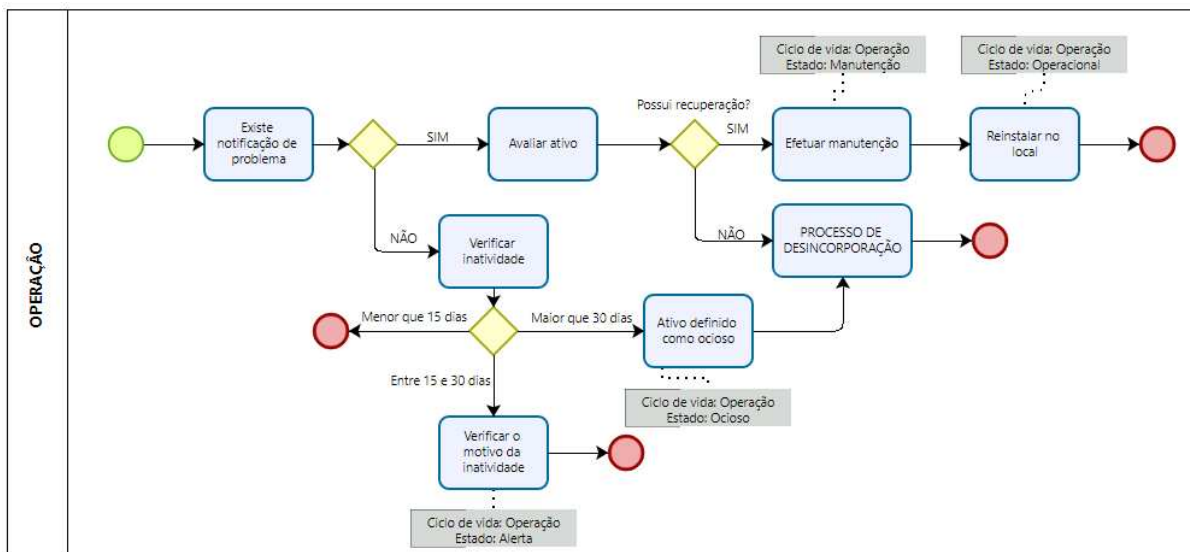 OPERAÇÃO
Ciclo de vida: Operação
Estado: Manutenção
Ciclo de vida: Operação
Estado: Operacional
Existe
notificação de
problema
SIM
Avaliar ativo
Possui recuperação?
SIM
Efetuar manutenção
Reinstalar no
local
NÃO
Verificar
inatividade
NÃO
PROCESSO DE
DESINCORPORAÇÃO
Menor que 15 dias
Maior que 30 dias
Ativo definido
como ocioso
Entre 15 e 30 dias
Ciclo de vida: Operação
Estado: Ocioso
Verificar o
motivo da
inatividade
Ciclo de vida: Operação
Estado: Alerta